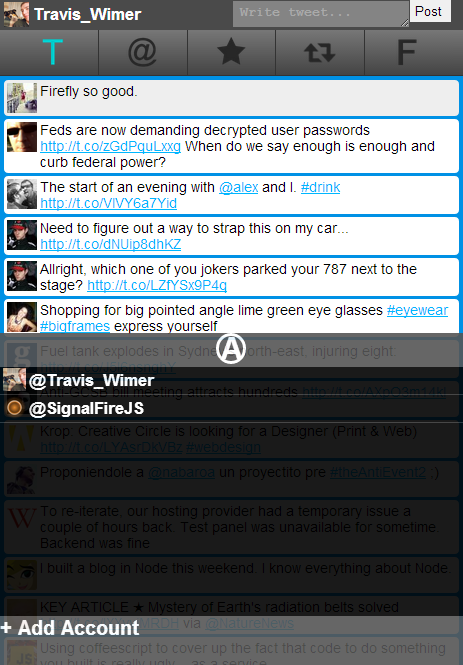 Travis_Wimer
Write tweet...
Post
T
@
F
Firefly so good.
Feds are now demanding decrypted user passwords
http://t.co/zGdPquLxxg When do we say enough is enough and
curb federal power?
The start of an evening with @alex and I. #drink
http://t.co/VlVY6a7Yid
Need to figure out a way to strap this on my car...
http://t.co/dNUip8dhKZ
Allright, which one of you jokers parked your 787 next to the
stage? http://t.co/LZfYSx9P4q
Shopping for big pointed angle lime green eye glasses #eyewear
#bigframes express yourself
A
Fuel tank explodes in Sydney north-east, injuring eight:
@Travis_Wimer
bill meeting attracts hundreds
@SignalFireJS
Krop. Creative Circle is looking for a Designer (Print & Web)
#webdesign
Proponiendole a @nabaroa un proyectito pre #theAntiEvent2 :)
To re-iterate, our hosting provider had a temporary issue a
couple of hours back. Test panel was unavailable for sometime.
Backend was fine
I built a blog in Node this weekend. I know everything about Node.
KEY ARTICLE ★ Mystery of Earth's radiation belts solved
via @NatureNews
+ Add Account
Using coffeescript to cover up the fact that code to do something
you built is really ugly... as a service.